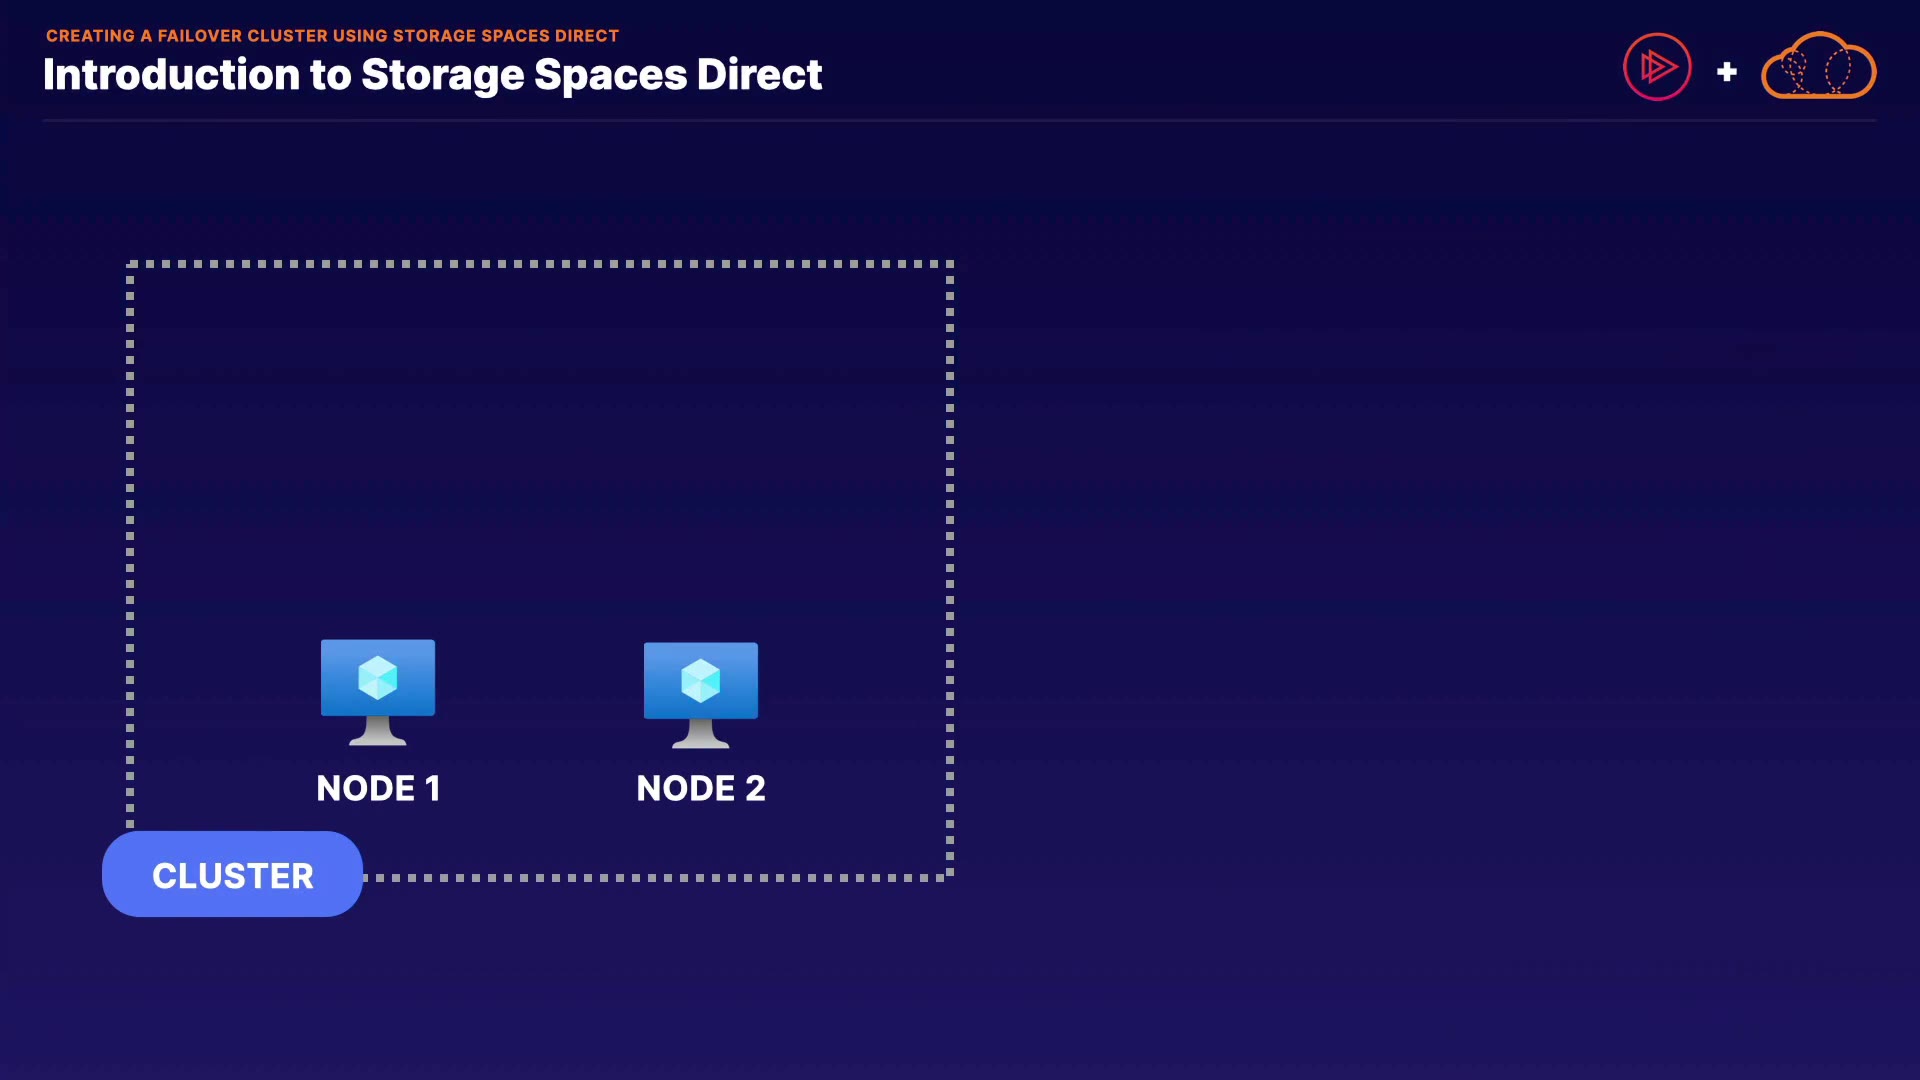 CREATING A FAILOVER CLUSTER USING STORAGE SPACES DIRECT
Introduction to Storage Spaces Direct
+
NODE 1
NODE 2
CLUSTER